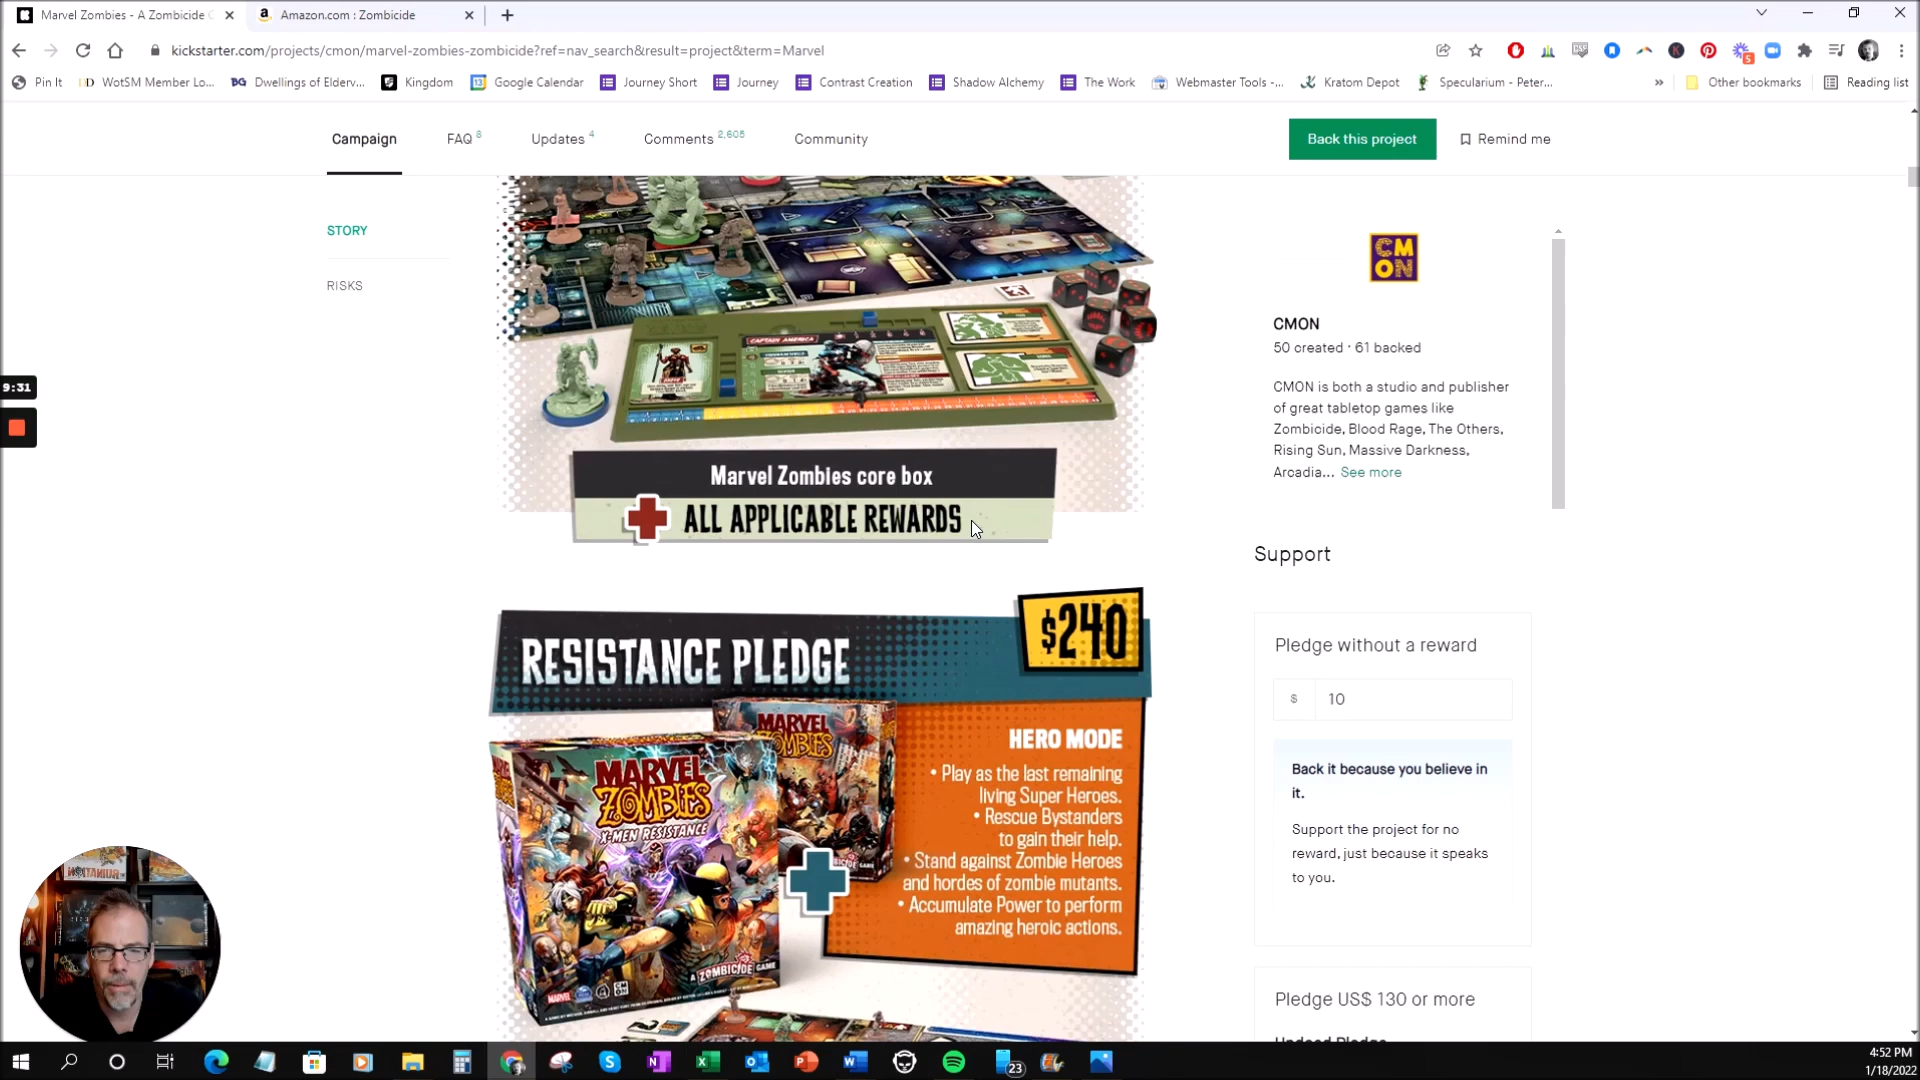 Marvel Zombies - A Zombicide G
Amazon.com : Zombicide
kickstarter.com/projects/cmon/marvel-zombies-zombicide?ref=nav_search&result=project&term=Marvel
Pin It
WotSM Member Lo...
Dwellings of Elderv...
Kingdom
Google Calendar
Journey Short
Journey
Contrast Creation
Shadow Alchemy
The Work
Webmaster Tools -...
Kratom Depot
Specularium - Peter...
Other bookmarks
Reading list
Campaign
FAQ 8
Updates 4
Comments 2,605
Community
Back this project
Remind me
STORY
RISKS
9:31
CAPTAIN AMERICA
Marvel Zombies core box
ALL APPLICABLE REWARDS
CMON
CMON
50 created · 61 backed
CMON is both a studio and publisher
of great tabletop games like
Zombicide, Blood Rage, The Others,
Rising Sun, Massive Darkness,
Arcadia... See more
Support
Pledge without a reward
$ 10
Back it because you believe in
it.
Support the project for no
reward, just because it speaks
to you.
Pledge US$ 130 or more
RESISTANCE PLEDGE
$240
MARVEL
ZOMBIES
MARVEL
ZOMBIES
X-MEN RESISTANCE
A ZOMBICIDE GAME
MARVEL
CMON
HERO MODE
• Play as the last remaining
living Super Heroes.
• Rescue Bystanders
to gain their help.
• Stand against Zombie Heroes
and hordes of zombie mutants.
• Accumulate Power to perform
amazing heroic actions.
23
4:52 PM
1/18/2022